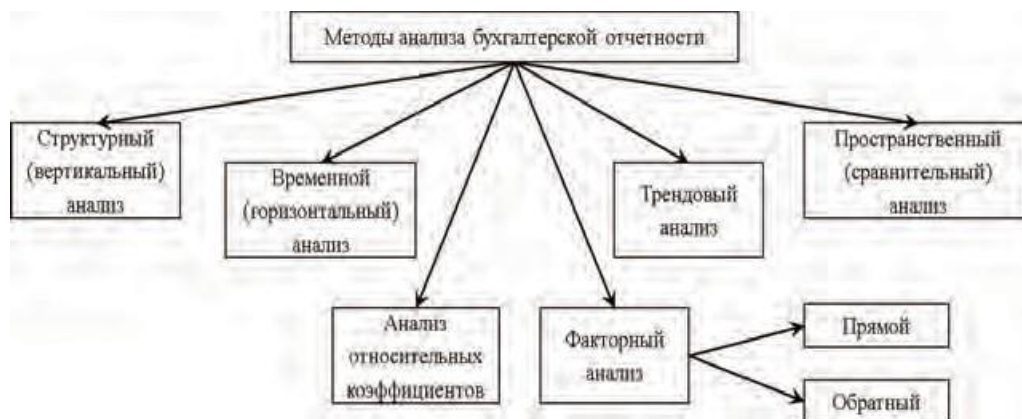 Методы анализа бухгалтерской отчетности
Структурный
(вертикальный)
анализ
Временной
(горизонтальный)
анализ
Трендовый
анализ
Пространственный
(сравнительный)
анализ
Анализ
относительных
коэффициентов
Факторный
анализ
Прямой
Обратный